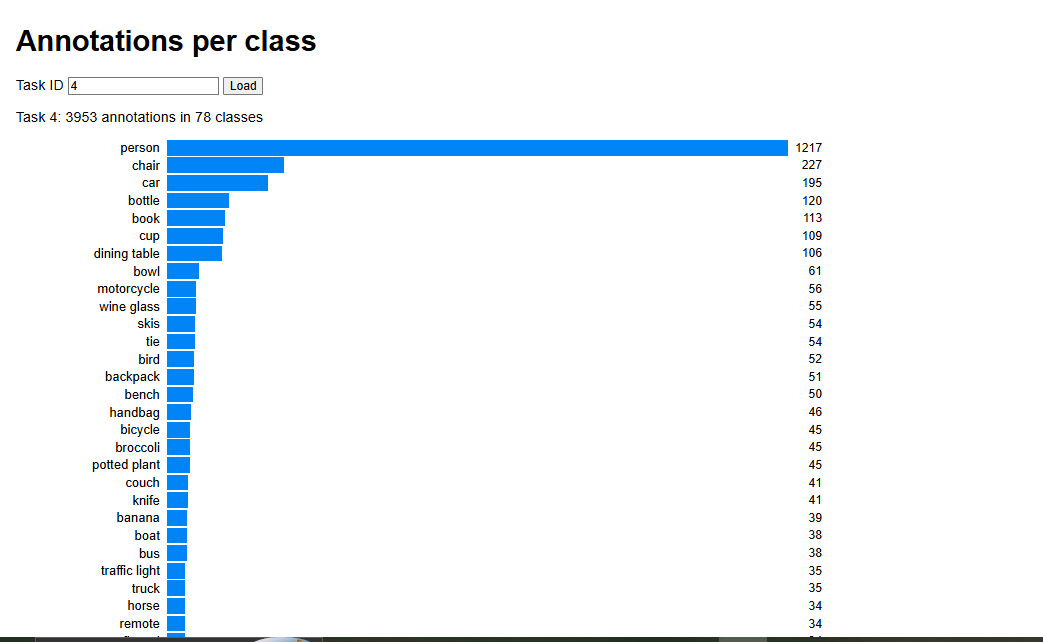 Annotations per class
Task ID 4 Load
Task 4: 3953 annotations in 78 classes
person 1217
chair 227
car 195
bottle 120
book 113
cup 109
dining table 106
bowl 61
motorcycle 56
wine glass 55
skis 54
tie 54
bird 52
backpack 51
bench 50
handbag 46
bicycle 45
broccoli 45
potted plant 45
couch 41
knife 41
banana 39
boat 38
bus 38
traffic light 35
truck 35
horse 34
remote 34